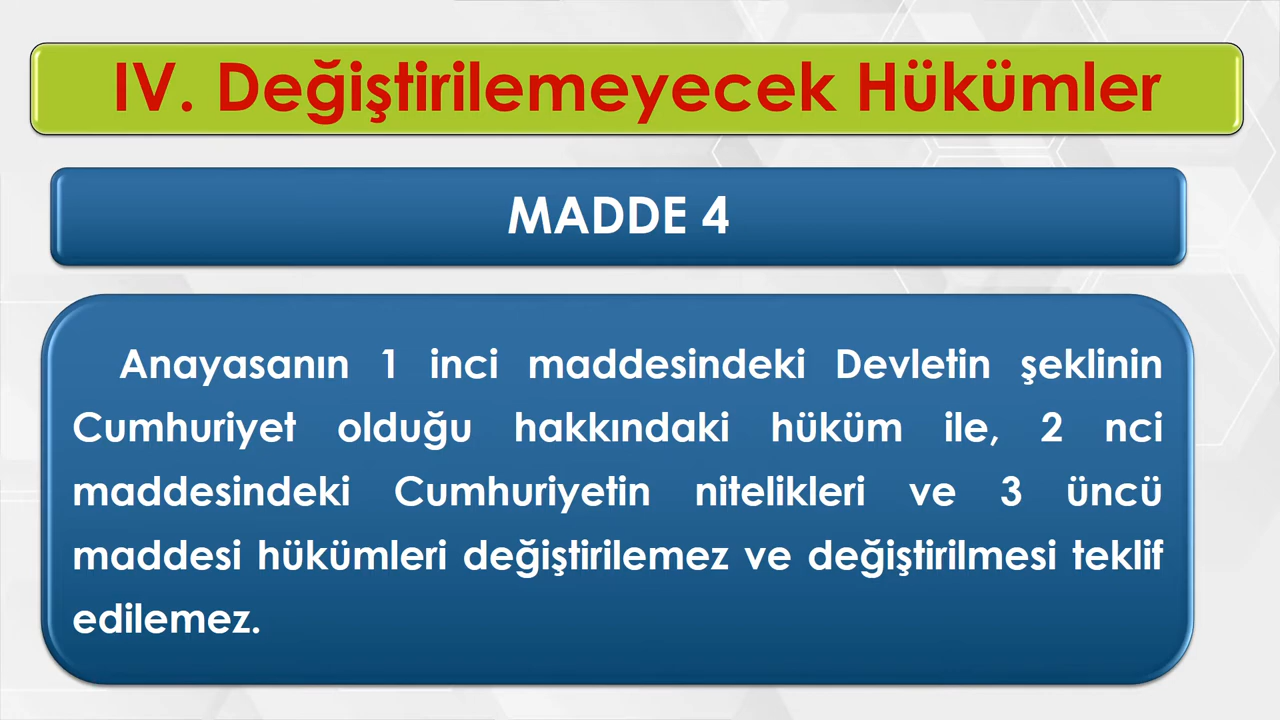 IV. Değiştirilemeyecek Hükümler
MADDE 4
Anayasanın 1 inci maddesindeki Devletin şeklinin
Cumhuriyet olduğu hakkındaki hüküm ile, 2 nci
maddesindeki Cumhuriyetin nitelikleri ve 3 üncü
maddesi hükümleri değiştirilemez ve değiştirilmesi teklif
edilemez.